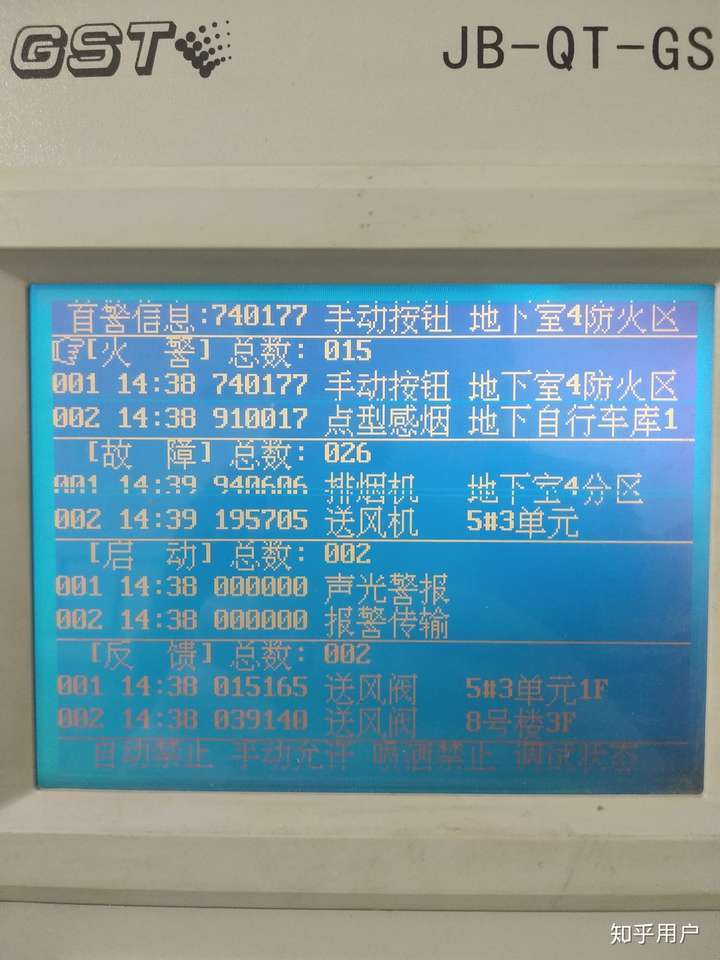 GST
JB-QT-GS
首警信息:740177 手动按钮 地下室4防火区
[火 警] 总数: 015
001 14:38 740177 手动按钮 地下室4防火区
002 14:38 910017 点型感烟 地下自行车库1
[故 障] 总数: 026
001 14:39 940606 排烟机 地下室4分区
002 14:39 195705 送风机 5#3单元
[启 动] 总数: 002
001 14:38 000000 声光警报
002 14:38 000000 报警传输
[反 馈] 总数: 002
001 14:38 015165 送风阀 5#3单元1F
002 14:38 039140 送风阀 8号楼3F
自动禁止 手动允许 喷洒禁止 调试状态
知乎用户